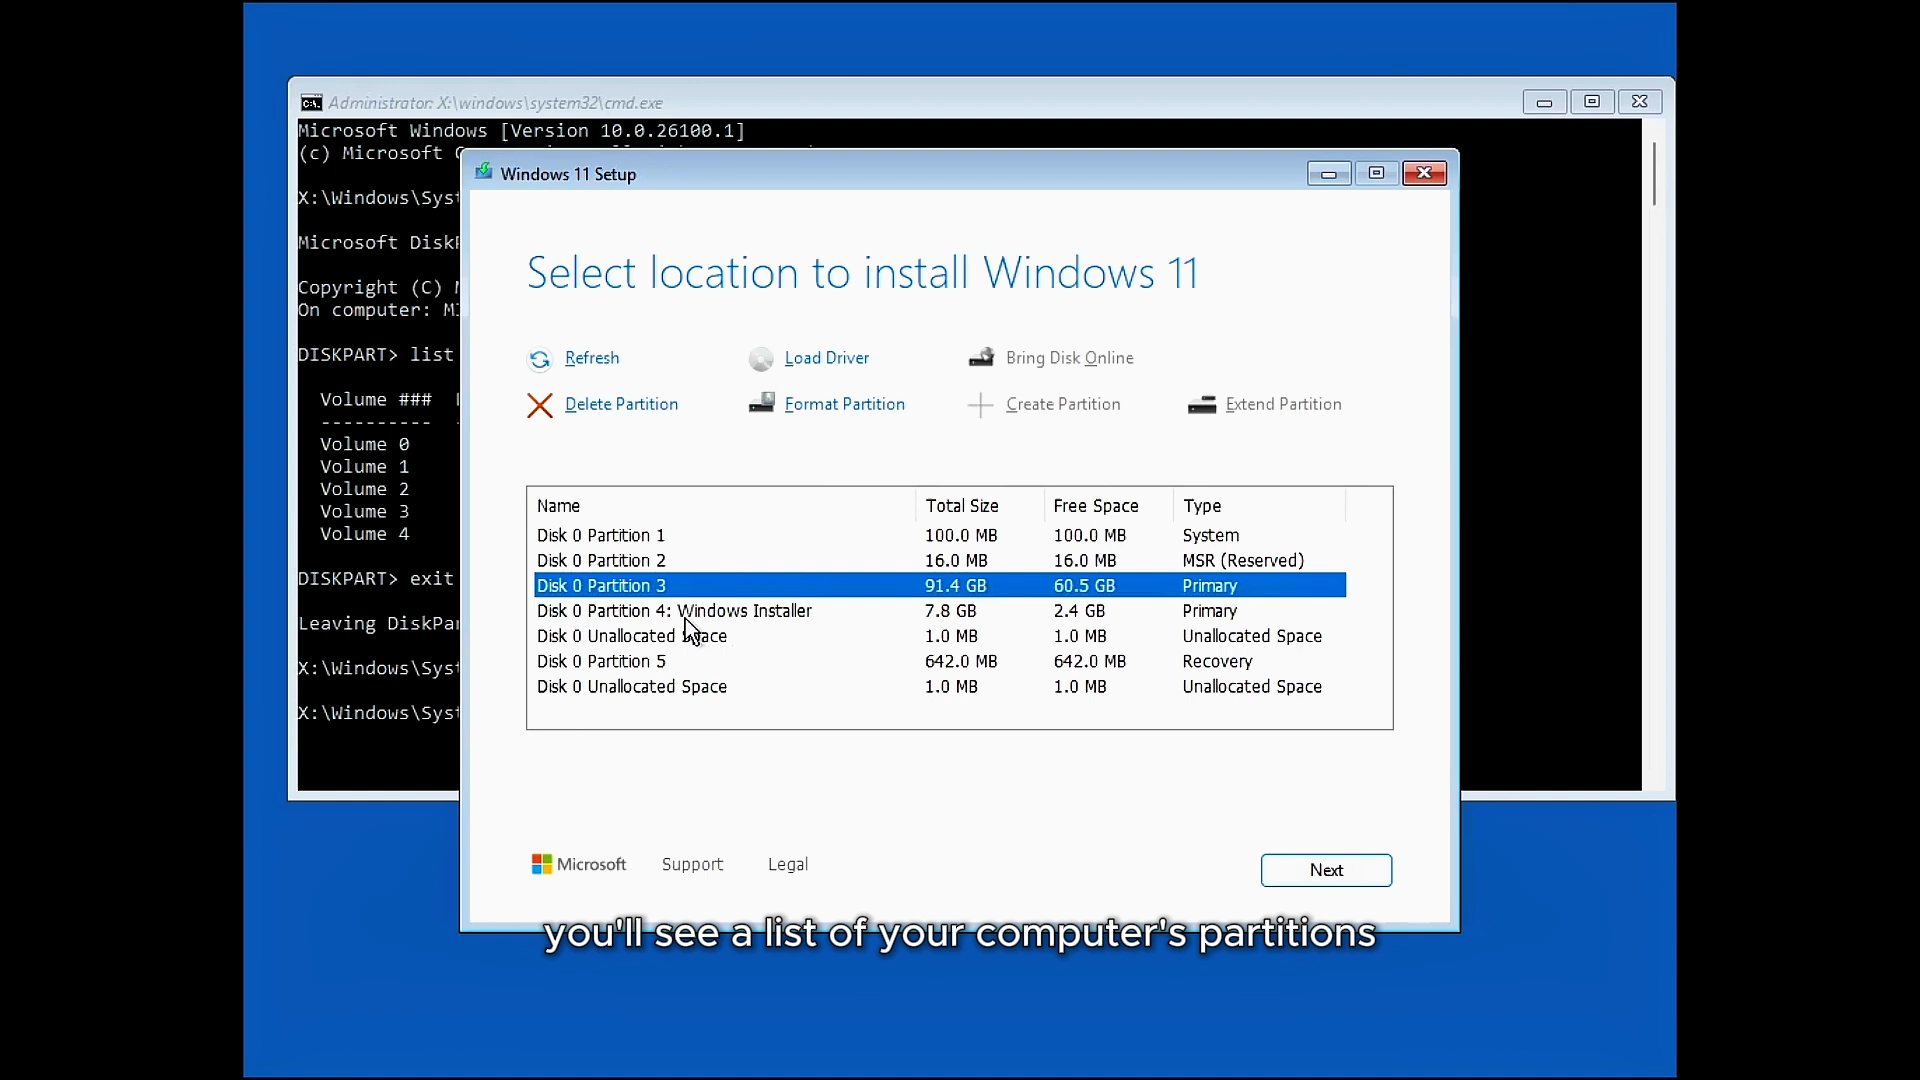 Administrator: X:\windows\system32\cmd.exe
Microsoft Windows [Version 10.0.26100.1]
(c) Microsoft
X:\Windows\Syst
Microsoft DiskP
Copyright (C)
On computer:
DISKPART> list
Volume ###
----------
Volume 0
Volume 1
Volume 2
Volume 3
Volume 4
DISKPART> exit
Leaving DiskPar
X:\Windows\Syst
X:\Windows\Syst
Windows 11 Setup
Select location to install Windows 11
Refresh Load Driver Bring Disk Online
Delete Partition Format Partition Create Partition Extend Partition
Name Total Size Free Space Type
Disk 0 Partition 1 100.0 MB 100.0 MB System
Disk 0 Partition 2 16.0 MB 16.0 MB MSR (Reserved)
Disk 0 Partition 3 91.4 GB 60.5 GB Primary
Disk 0 Partition 4: Windows Installer 7.8 GB 2.4 GB Primary
Disk 0 Unallocated Space 1.0 MB 1.0 MB Unallocated Space
Disk 0 Partition 5 642.0 MB 642.0 MB Recovery
Disk 0 Unallocated Space 1.0 MB 1.0 MB Unallocated Space
Microsoft Support Legal
Next
you'll see a list of your computer's partitions